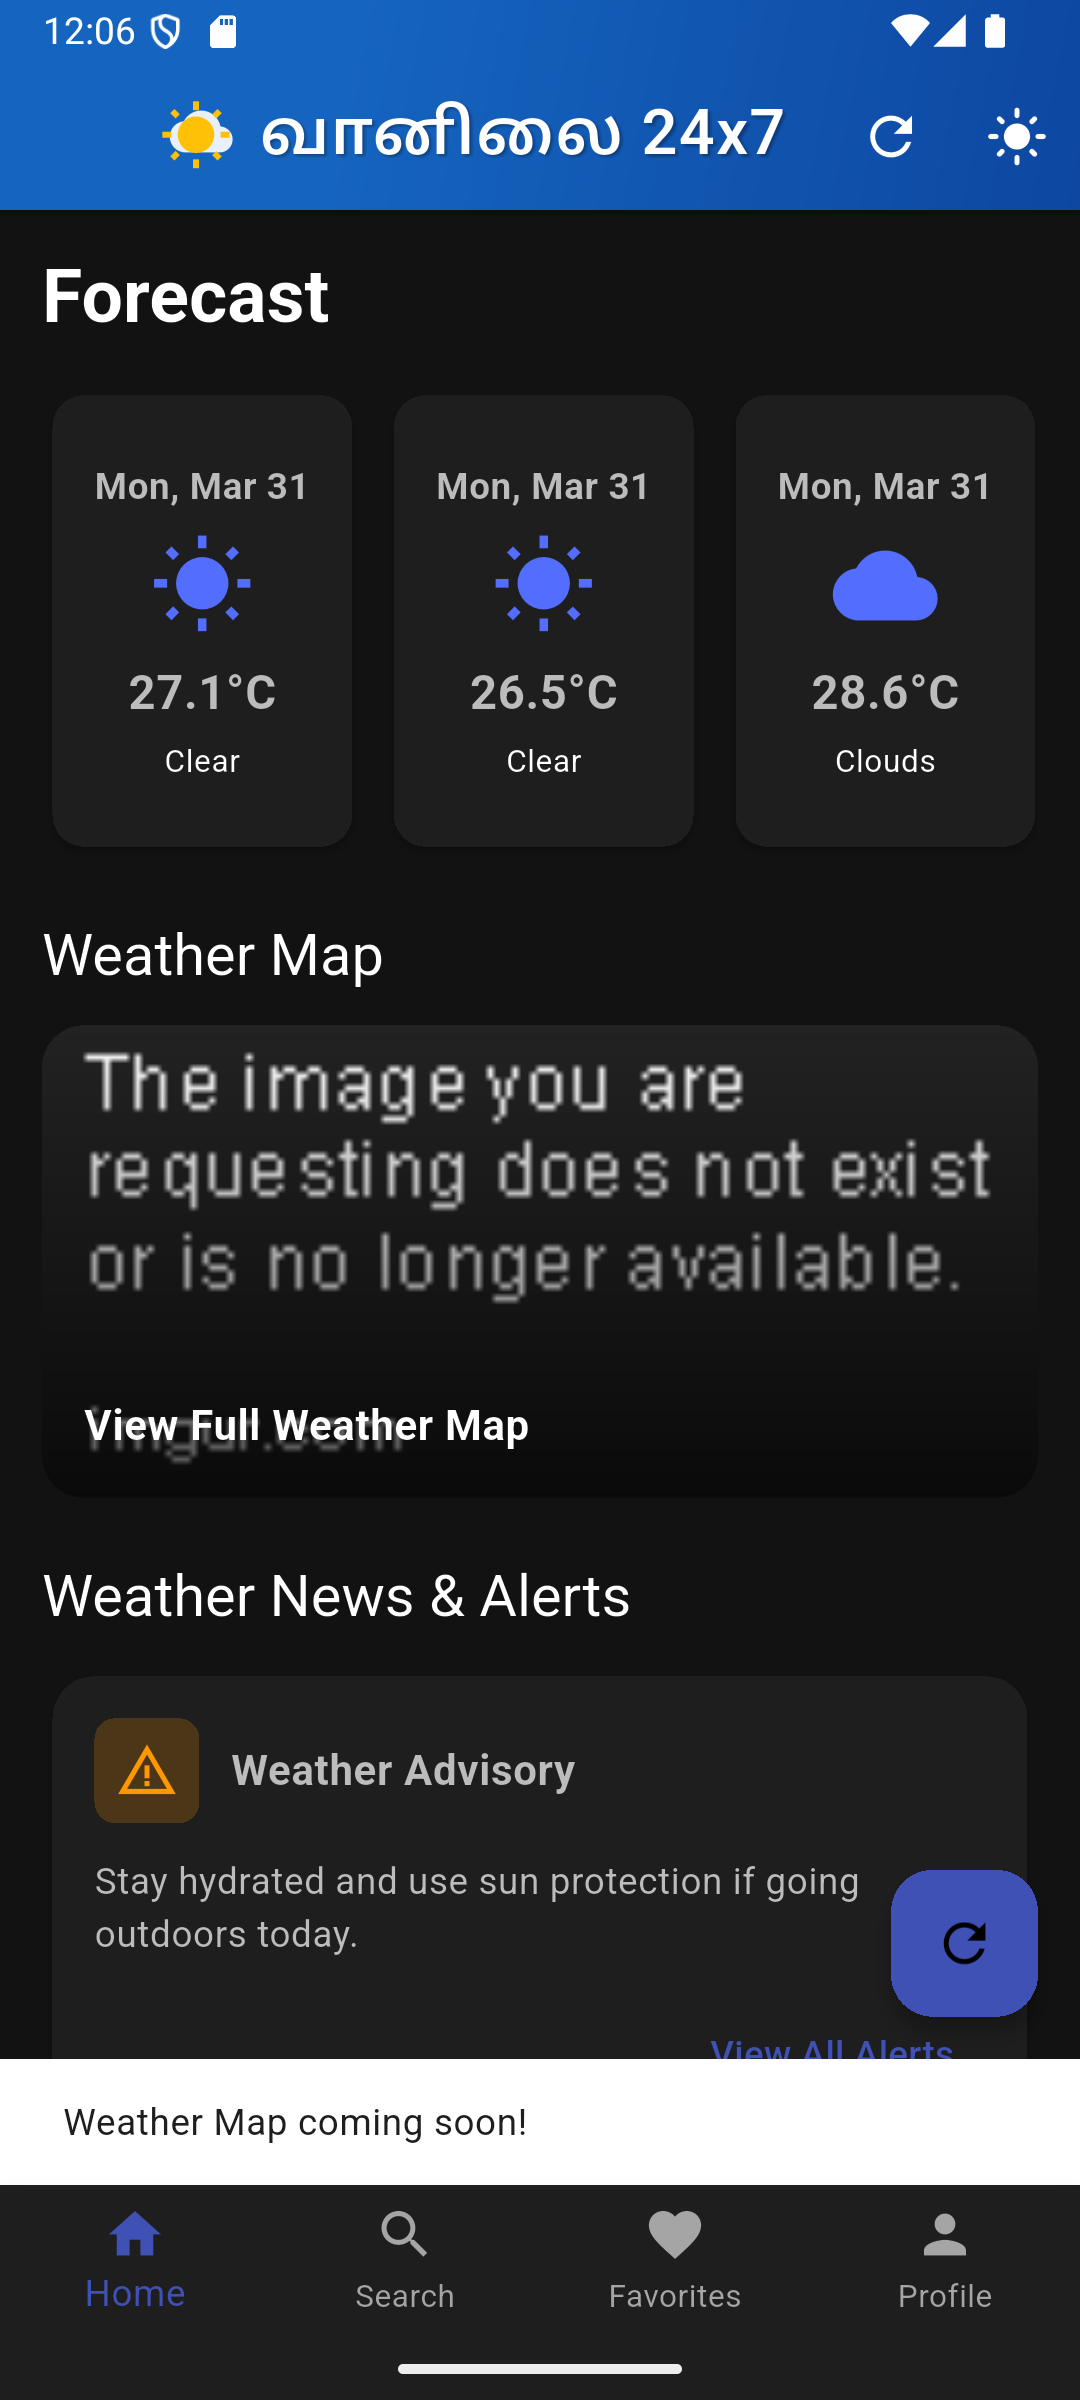 12:06
வானிலை 24x7
Forecast
Mon, Mar 31
27.1°C
Clear
Mon, Mar 31
26.5°C
Clear
Mon, Mar 31
28.6°C
Clouds
Weather Map
The image you are
requesting does not exist
or is no longer available.
imgur.com
View Full Weather Map
Weather News & Alerts
Weather Advisory
Stay hydrated and use sun protection if going
outdoors today.
View All Alerts
Weather Map coming soon!
Home
Search
Favorites
Profile